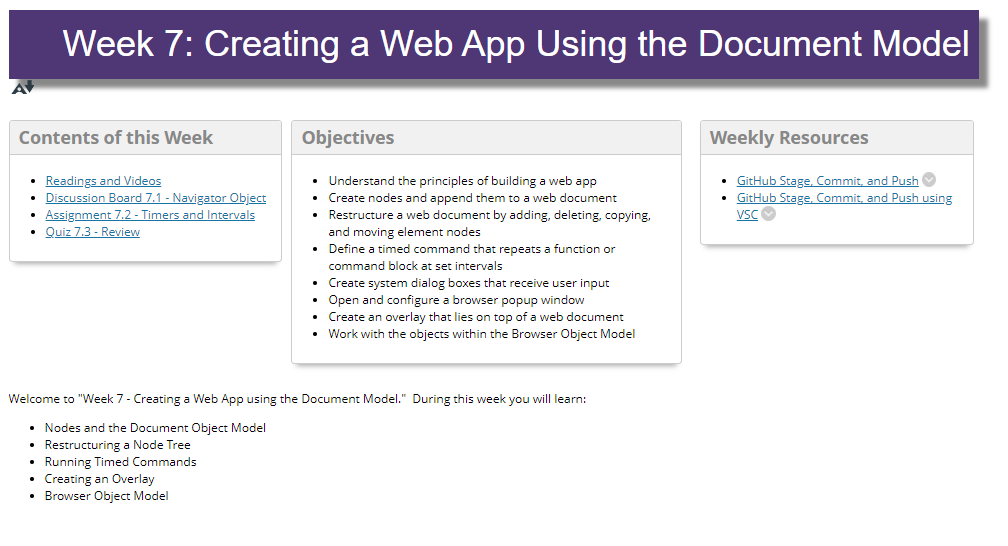 Week 7: Creating a Web App Using the Document Model
Contents of this Week
Readings and Videos
Discussion Board 7.1 - Navigator Object
Assignment 7.2 - Timers and Intervals
Quiz 7.3 - Review
Objectives
Understand the principles of building a web app
Create nodes and append them to a web document
Restructure a web document by adding, deleting, copying,
and moving element nodes
Define a timed command that repeats a function or
command block at set intervals
Create system dialog boxes that receive user input
Open and configure a browser popup window
Create an overlay that lies on top of a web document
Work with the objects within the Browser Object Model
Weekly Resources
GitHub Stage, Commit, and Push
GitHub Stage, Commit, and Push using
VSC
Welcome to "Week 7 - Creating a Web App using the Document Model."  During this week you will learn:
Nodes and the Document Object Model
Restructuring a Node Tree
Running Timed Commands
Creating an Overlay
Browser Object Model